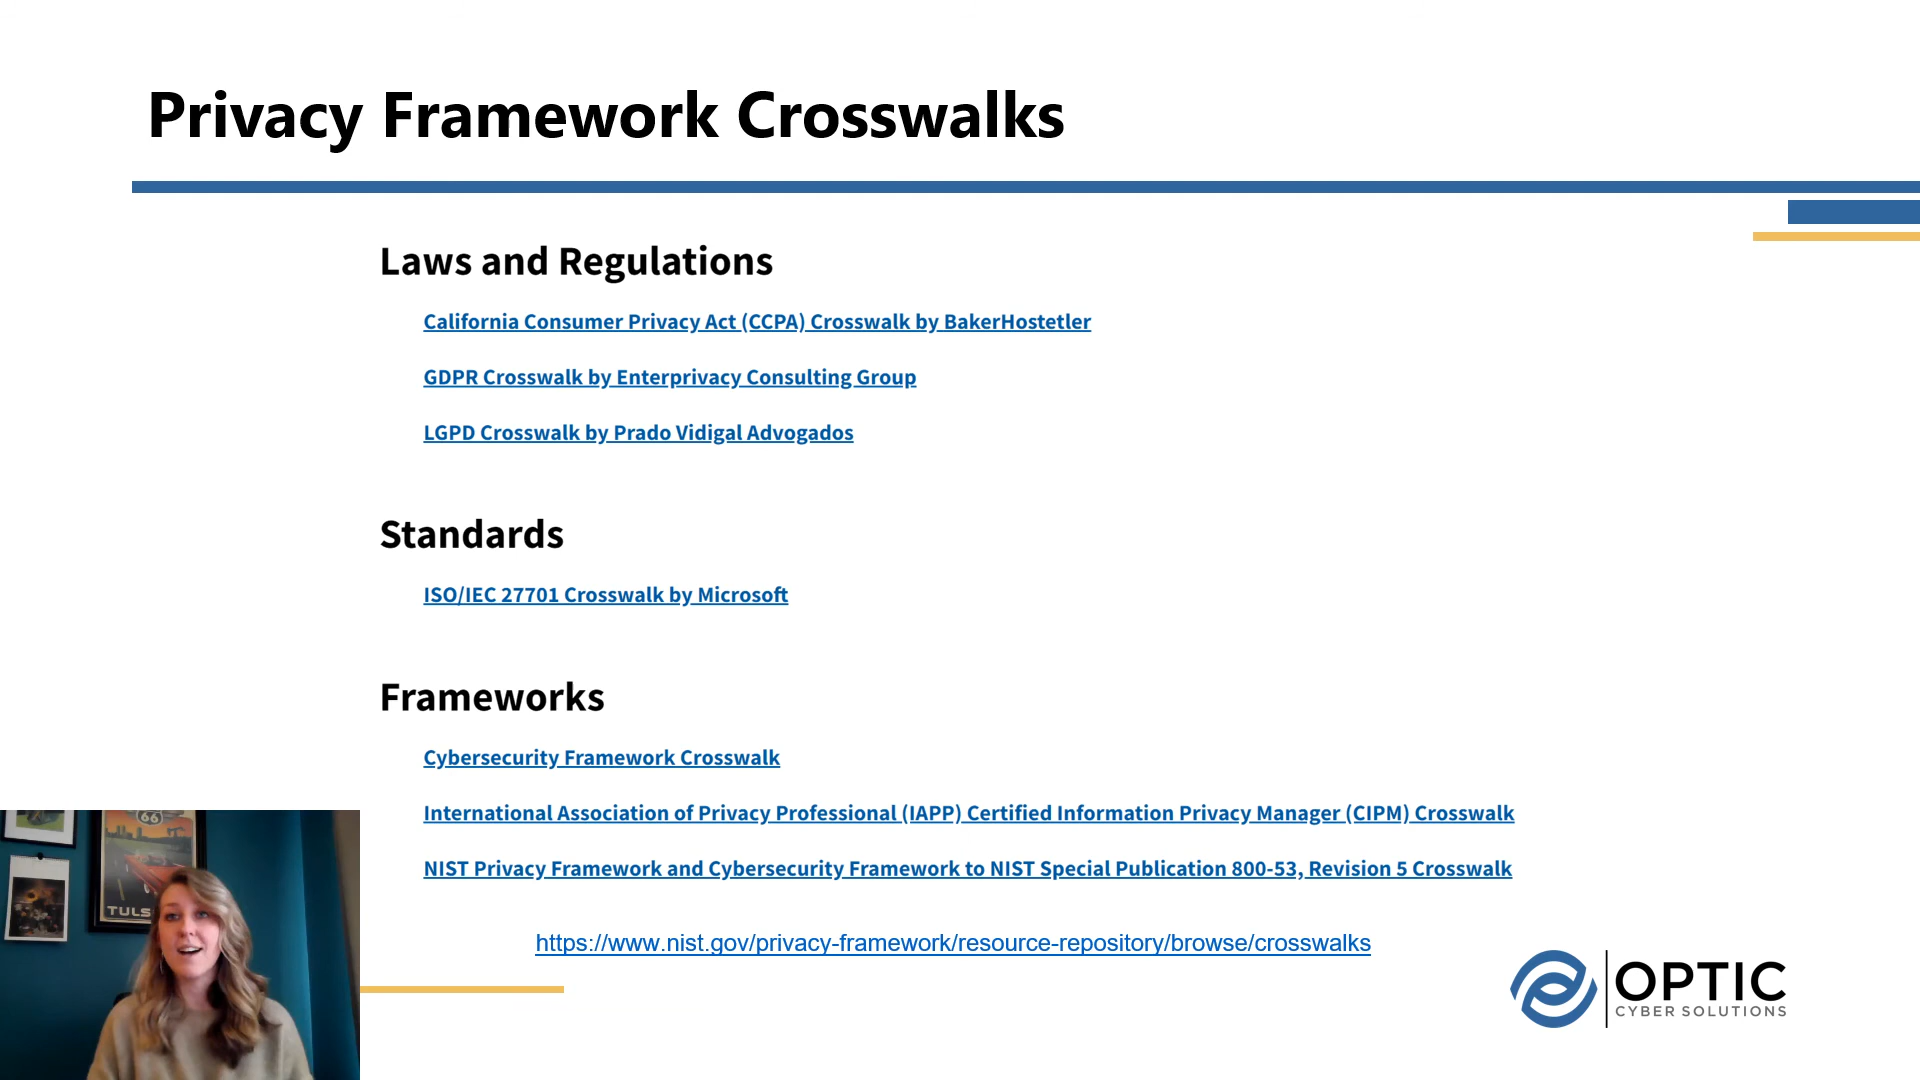 Privacy Framework Crosswalks
Laws and Regulations
California Consumer Privacy Act (CCPA) Crosswalk by BakerHostetler
GDPR Crosswalk by Enterprivacy Consulting Group
LGPD Crosswalk by Prado Vidigal Advogados
Standards
ISO/IEC 27701 Crosswalk by Microsoft
Frameworks
Cybersecurity Framework Crosswalk
International Association of Privacy Professional (IAPP) Certified Information Privacy Manager (CIPM) Crosswalk
NIST Privacy Framework and Cybersecurity Framework to NIST Special Publication 800-53, Revision 5 Crosswalk
https://www.nist.gov/privacy-framework/resource-repository/browse/crosswalks
66
TULS
OPTIC
CYBER SOLUTIONS